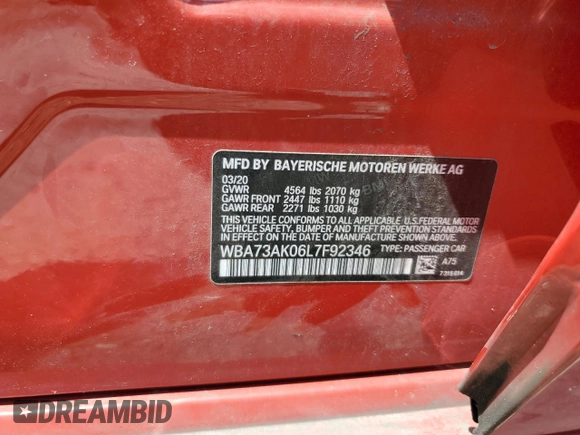 MFD BY BAYERISCHE MOTOREN WERKE AG
03/20
GVWR 4564 lbs 2070 kg
GAWR FRONT 2447 lbs 1110 kg
GAWR REAR 2271 lbs 1030 kg
THIS VEHICLE CONFORMS TO ALL APPLICABLE U.S.FEDERAL MOTOR
VEHICLE SAFETY, BUMPER AND THEFT PREVENTION STANDARDS
IN EFFECT ON THE DATE OF MANUFACTURE SHOWN ABOVE.
WBA73AK06L7F92346 TYPE: PASSENGER CAR
A75
DREAMBID